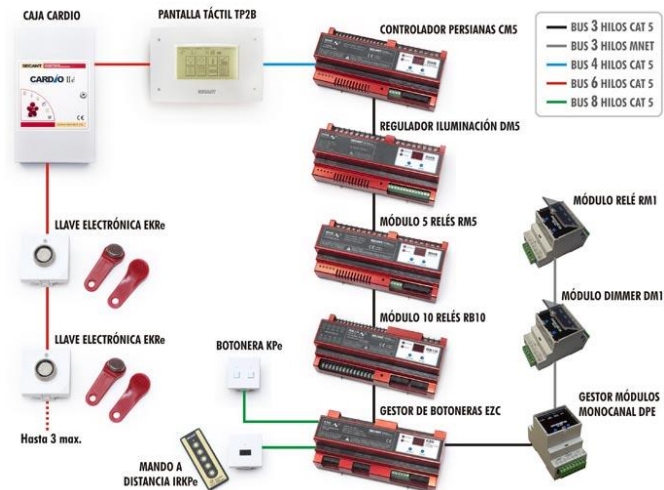 CAJA CARDIO
PANTALLA TÁCTIL TP2B
CONTROLADOR PERSIANAS CM5
BUS 3 HILOS CAT 5
BUS 3 HILOS MNET
BUS 4 HILOS CAT 5
BUS 6 HILOS CAT 5
BUS 8 HILOS CAT 5
SECANT
CARDIO IIé
SECANT
REGULADOR ILUMINACIÓN DM5
MÓDULO RELÉ RM1
LLAVE ELECTRÓNICA EKRe
MÓDULO 5 RELÉS RM5
MÓDULO DIMMER DM1
MÓDULO 10 RELÉS RB10
LLAVE ELECTRÓNICA EKRe
BOTONERA KPe
GESTOR DE BOTONERAS EZC
GESTOR MÓDULOS
MONOCANAL DPE
Hasta 3 max.
MANDO A
DISTANCIA IRKPe